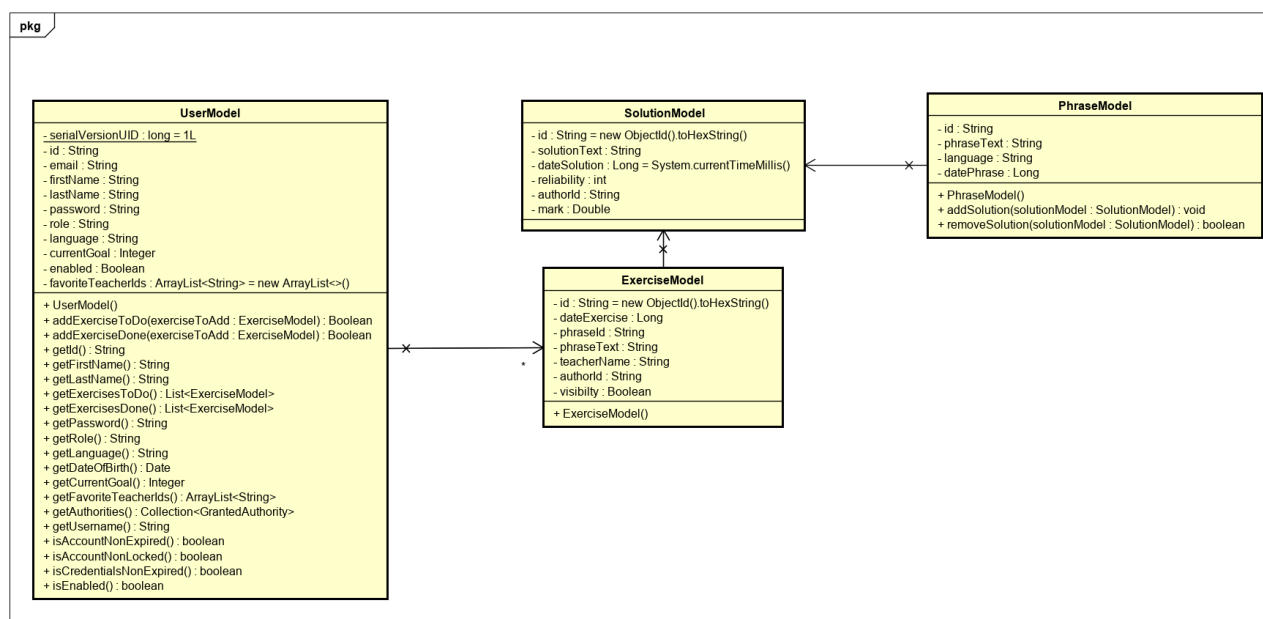 pkg
UserModel
- serialVersionUID : long = 1L
- id : String
- email : String
- firstName : String
- lastName : String
- password : String
- role : String
- language : String
- currentGoal : Integer
- enabled : Boolean
- favoriteTeacherIds : ArrayList<String> = new ArrayList<>()
+ UserModel()
+ addExerciseToDo(exerciseToAdd : ExerciseModel) : Boolean
+ addExerciseDone(exerciseToAdd : ExerciseModel) : Boolean
+ getId() : String
+ getFirstName() : String
+ getLastName() : String
+ getExercisesToDo() : List<ExerciseModel>
+ getExercisesDone() : List<ExerciseModel>
+ getPassword() : String
+ getRole() : String
+ getLanguage() : String
+ getDateOfBirth() : Date
+ getCurrentGoal() : Integer
+ getFavoriteTeacherIds() : ArrayList<String>
+ getAuthorities() : Collection<GrantedAuthority>
+ getUsername() : String
+ isAccountNonExpired() : boolean
+ isAccountNonLocked() : boolean
+ isCredentialsNonExpired() : boolean
+ isEnabled() : boolean
*
SolutionModel
- id : String = new ObjectId().toHexString()
- solutionText : String
- dateSolution : Long = System.currentTimeMillis()
- reliability : int
- authorId : String
- mark : Double
ExerciseModel
- id : String = new ObjectId().toHexString()
- dateExercise : Long
- phraseId : String
- phraseText : String
- teacherName : String
- authorId : String
- visibilty : Boolean
+ ExerciseModel()
PhraseModel
- id : String
- phraseText : String
- language : String
- datePhrase : Long
+ PhraseModel()
+ addSolution(solutionModel : SolutionModel) : void
+ removeSolution(solutionModel : SolutionModel) : boolean